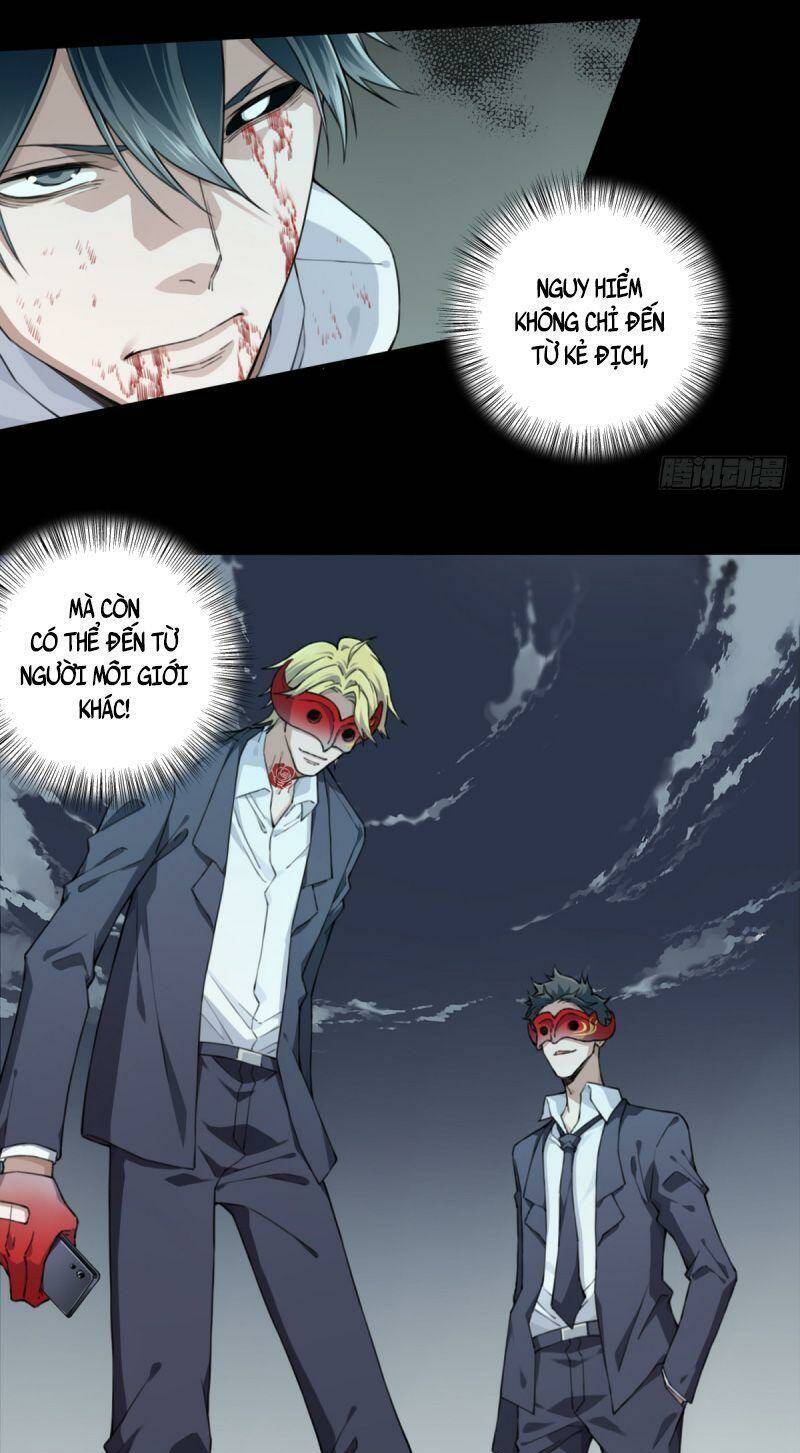 NGUY HIỂM
KHÔNG CHỈ ĐẾN
TỪ KẺ ĐỊCH,
腾讯动漫
MÀ CÒN
CÓ THỂ ĐẾN TỪ
NGƯỜI MÔI GIỚI
KHÁC!